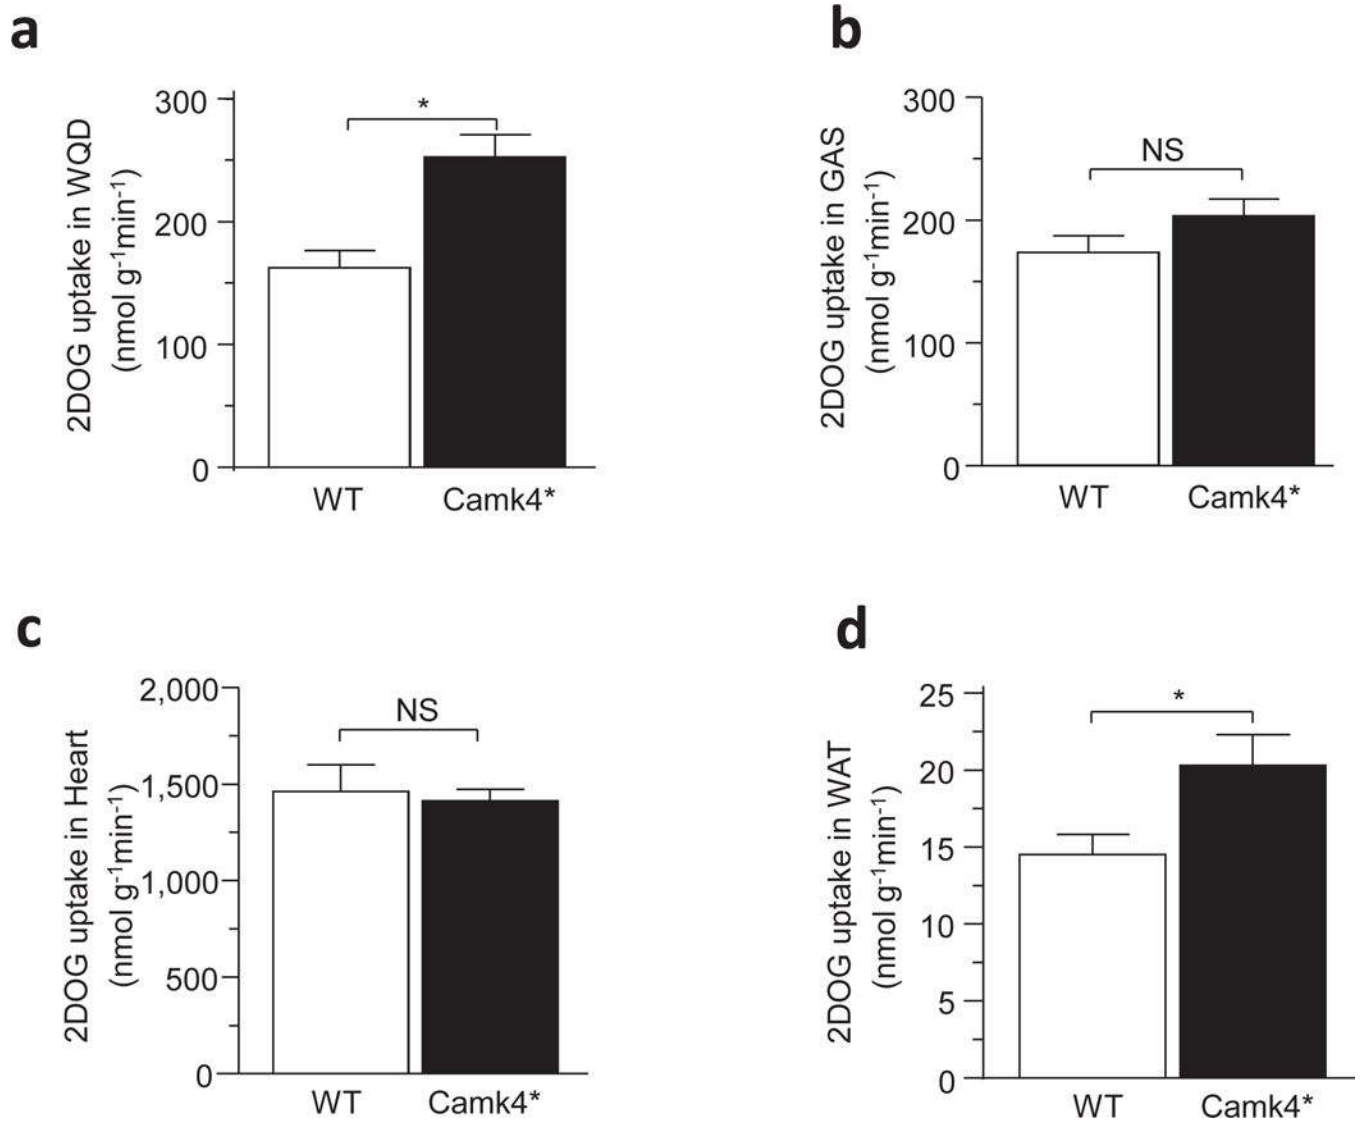 a
2DOG uptake in WQD
(nmol g⁻¹min⁻¹)
300
200
100
0
*
WT
Camk4*
b
2DOG uptake in GAS
(nmol g⁻¹min⁻¹)
300
200
100
0
NS
WT
Camk4*
c
2DOG uptake in Heart
(nmol g⁻¹min⁻¹)
2,000
1,500
1,000
500
0
NS
WT
Camk4*
d
2DOG uptake in WAT
(nmol g⁻¹min⁻¹)
25
20
15
10
5
0
*
WT
Camk4*